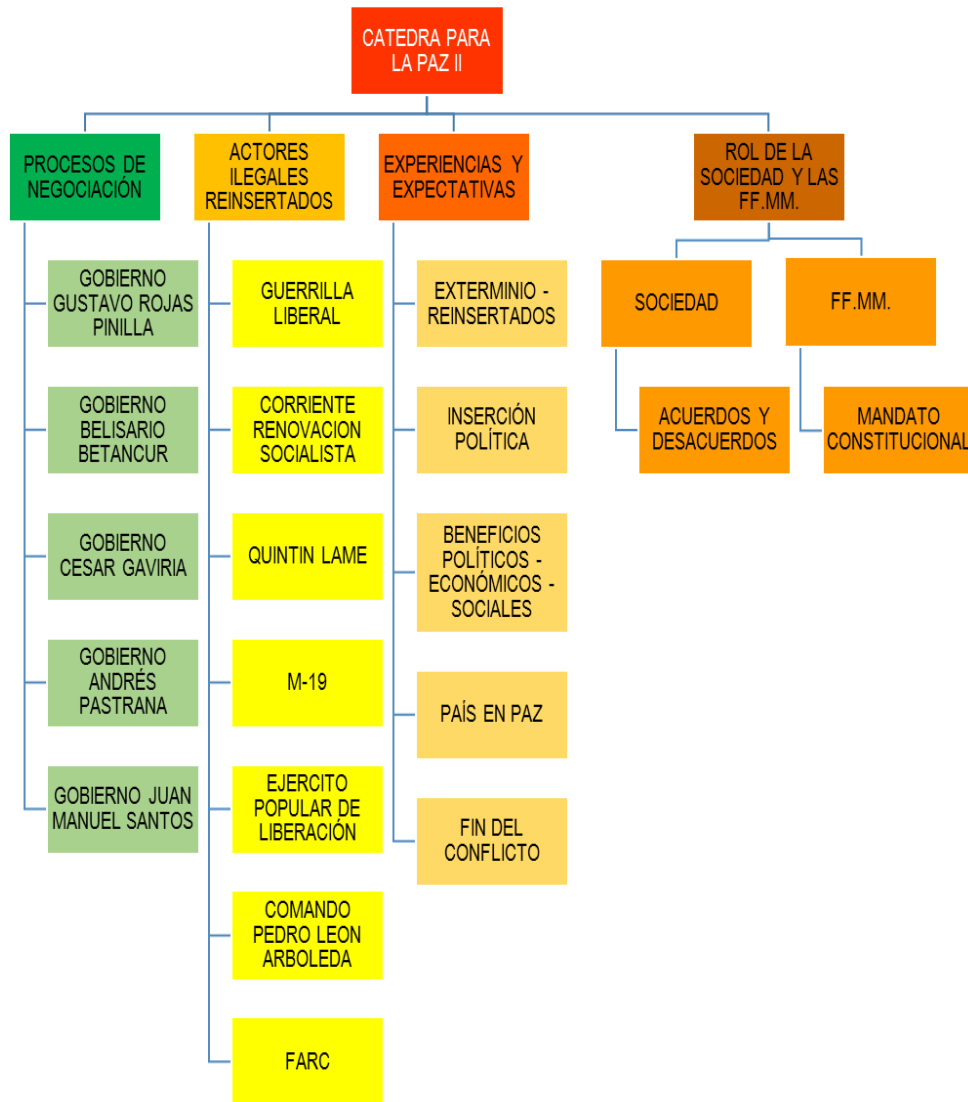 CATEDRA PARA
LA PAZ II
PROCESOS DE
NEGOCIACIÓN
GOBIERNO
GUSTAVO ROJAS
PINILLA
GOBIERNO
BELISARIO
BETANCUR
GOBIERNO
CESAR GAVIRIA
GOBIERNO
ANDRÉS
PASTRANA
GOBIERNO JUAN
MANUEL SANTOS
ACTORES
ILEGALES
REINSERTADOS
GUERRILLA
LIBERAL
CORRIENTE
RENOVACION
SOCIALISTA
QUINTIN LAME
M-19
EJERCITO
POPULAR DE
LIBERACIÓN
COMANDO
PEDRO LEON
ARBOLEDA
FARC
EXPERIENCIAS Y
EXPECTATIVAS
EXTERMINIO -
REINSERTADOS
INSERCIÓN
POLÍTICA
BENEFICIOS
POLÍTICOS -
ECONÓMICOS -
SOCIALES
PAÍS EN PAZ
FIN DEL
CONFLICTO
ROL DE LA
SOCIEDAD Y LAS
FF.MM.
SOCIEDAD
ACUERDOS Y
DESACUERDOS
FF.MM.
MANDATO
CONSTITUCIONAL